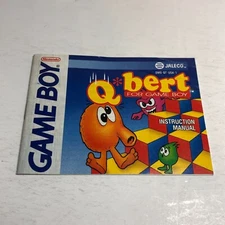 Nintendo
GAME BOY
JALECO
Q*bert
FOR GAME BOY
INSTRUCTION
MANUAL